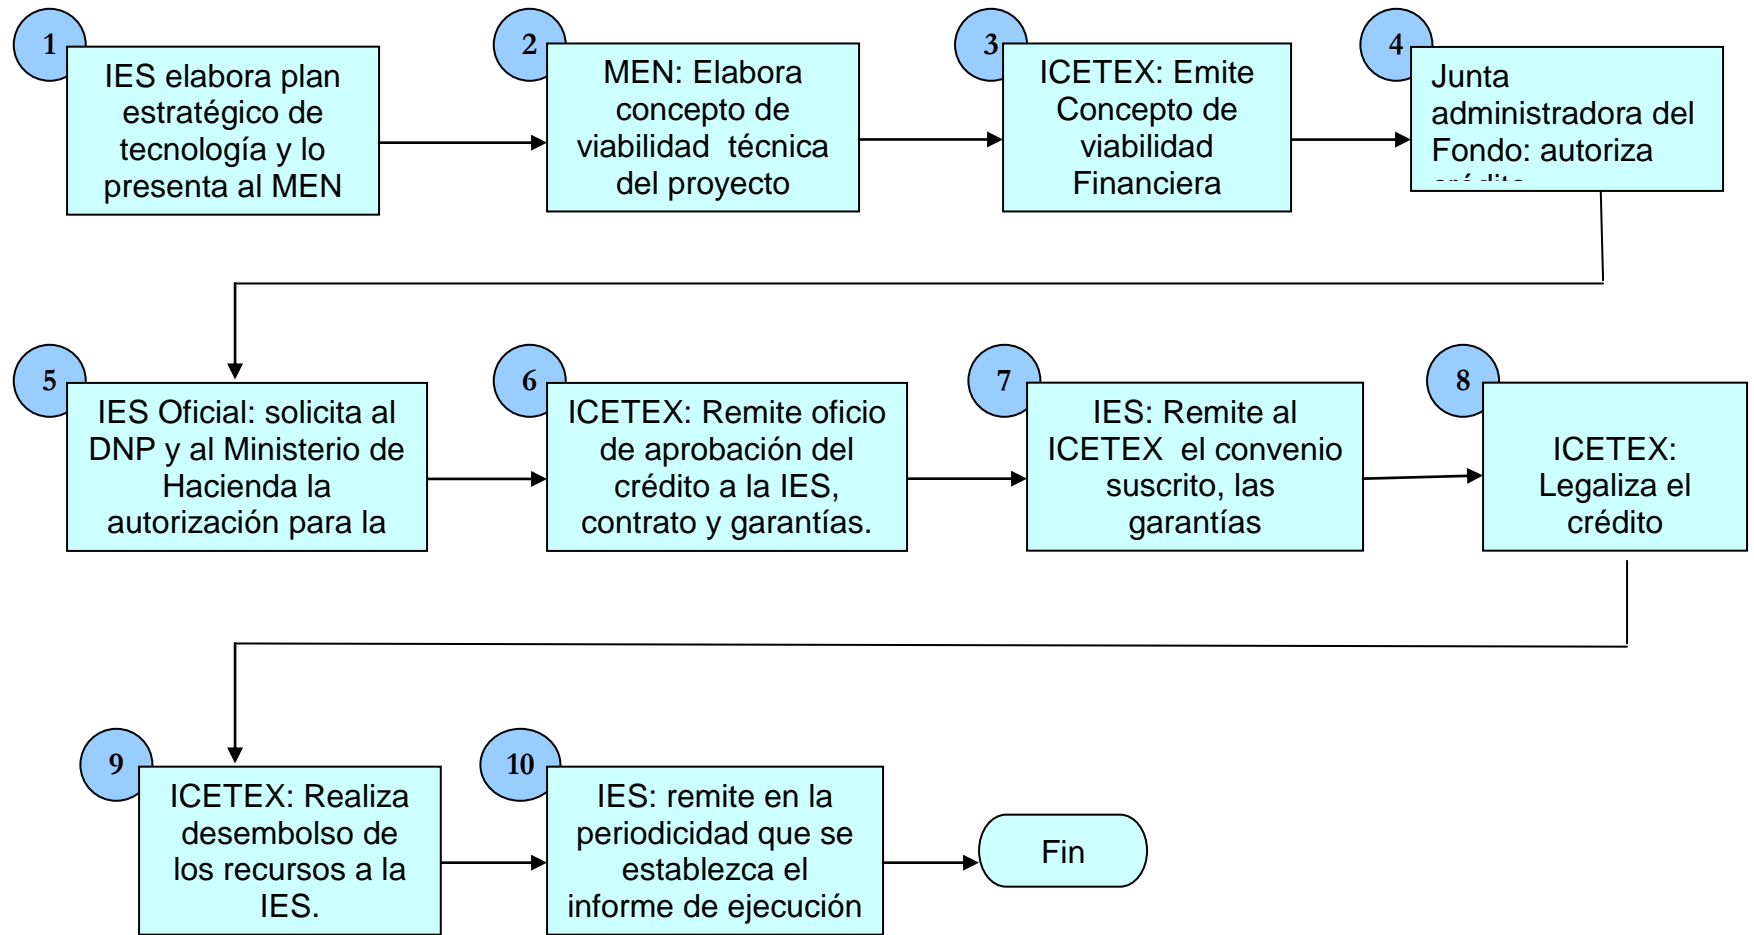 1
IES elabora plan
estratégico de
tecnología y lo
presenta al MEN
2
MEN: Elabora
concepto de
viabilidad técnica
del proyecto
3
ICETEX: Emite
Concepto de
viabilidad
Financiera
4
Junta
administradora del
Fondo: autoriza
5
IES Oficial: solicita al
DNP y al Ministerio de
Hacienda la
autorización para la
6
ICETEX: Remite oficio
de aprobación del
crédito a la IES,
contrato y garantías.
7
IES: Remite al
ICETEX el convenio
suscrito, las
garantías
8
ICETEX:
Legaliza el
crédito
9
ICETEX: Realiza
desembolso de
los recursos a la
IES.
10
IES: remite en la
periodicidad que se
establezca el
informe de ejecución
Fin